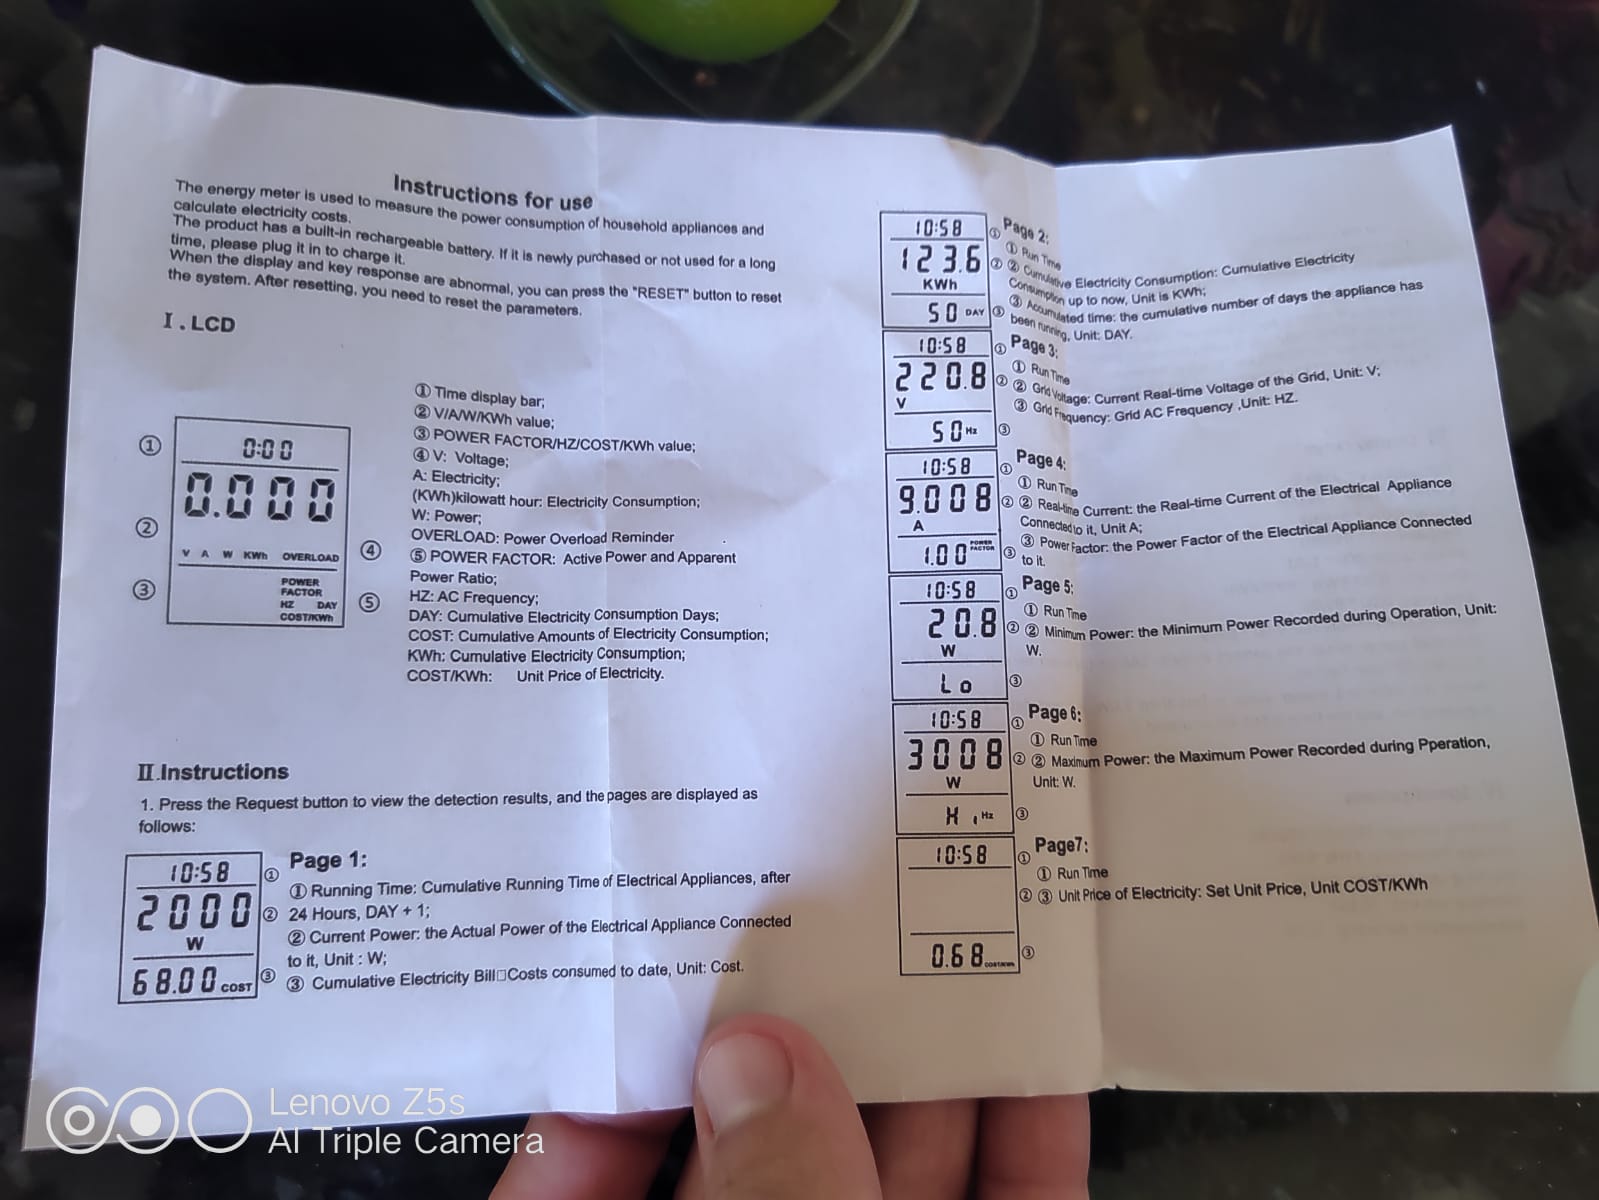 Instructions for use
The energy meter is used to measure the power consumption of household appliances and
calculate electricity costs.
The product has a built-in rechargeable battery. If it is newly purchased or not used for a long
time, please plug it in to charge it.
When the display and key response are abnormal, you can press the "RESET" button to reset
the system. After resetting, you need to reset the parameters.
Ⅰ. LCD
① 0:00
0.000
②
V A W KWh OVERLOAD ④
③
POWER
FACTOR
HZ DAY ⑤
COST/KWh
① Time display bar;
② V/A/W/KWh value;
③ POWER FACTOR/HZ/COST/KWh value;
④ V: Voltage;
A: Electricity;
(KWh)kilowatt hour: Electricity Consumption;
W: Power;
OVERLOAD: Power Overload Reminder
⑤ POWER FACTOR: Active Power and Apparent
Power Ratio;
HZ: AC Frequency;
DAY: Cumulative Electricity Consumption Days;
COST: Cumulative Amounts of Electricity Consumption;
KWh: Cumulative Electricity Consumption;
COST/KWh: Unit Price of Electricity.
Ⅱ.Instructions
1. Press the Request button to view the detection results, and the pages are displayed as
follows:
10:58 ①
2000 ②
W
68.00 COST ③
Page 1:
① Running Time: Cumulative Running Time of Electrical Appliances, after
24 Hours, DAY + 1;
② Current Power: the Actual Power of the Electrical Appliance Connected
to it, Unit : W;
③ Cumulative Electricity Bill□Costs consumed to date, Unit: Cost.
10:58 ①
123.6 ②
KWh
50 DAY ③
Page 2:
① Run Time
② Cumulative Electricity Consumption: Cumulative Electricity
Consumption up to now, Unit is KWh;
③ Accumulated time: the cumulative number of days the appliance has
been running, Unit: DAY.
10:58 ①
220.8 ②
V
50 Hz ③
Page 3:
① Run Time
② Grid Voltage: Current Real-time Voltage of the Grid, Unit: V;
③ Grid Frequency: Grid AC Frequency ,Unit: HZ.
10:58 ①
9.008 ②
A
1.00 POWER FACTOR ③
Page 4:
① Run Time
② Real-time Current: the Real-time Current of the Electrical Appliance
Connected to it, Unit A;
③ Power Factor: the Power Factor of the Electrical Appliance Connected
to it.
10:58 ①
20.8 ②
W
Lo ③
Page 5:
① Run Time
② Minimum Power: the Minimum Power Recorded during Operation, Unit:
W.
10:58 ①
3008 ②
W
Hi Hz ③
Page 6:
① Run Time
② Maximum Power: the Maximum Power Recorded during Pperation,
Unit: W.
10:58 ①
②
0.68 COST/KWh ③
Page7:
① Run Time
③ Unit Price of Electricity: Set Unit Price, Unit COST/KWh
Lenovo Z5s
AI Triple Camera